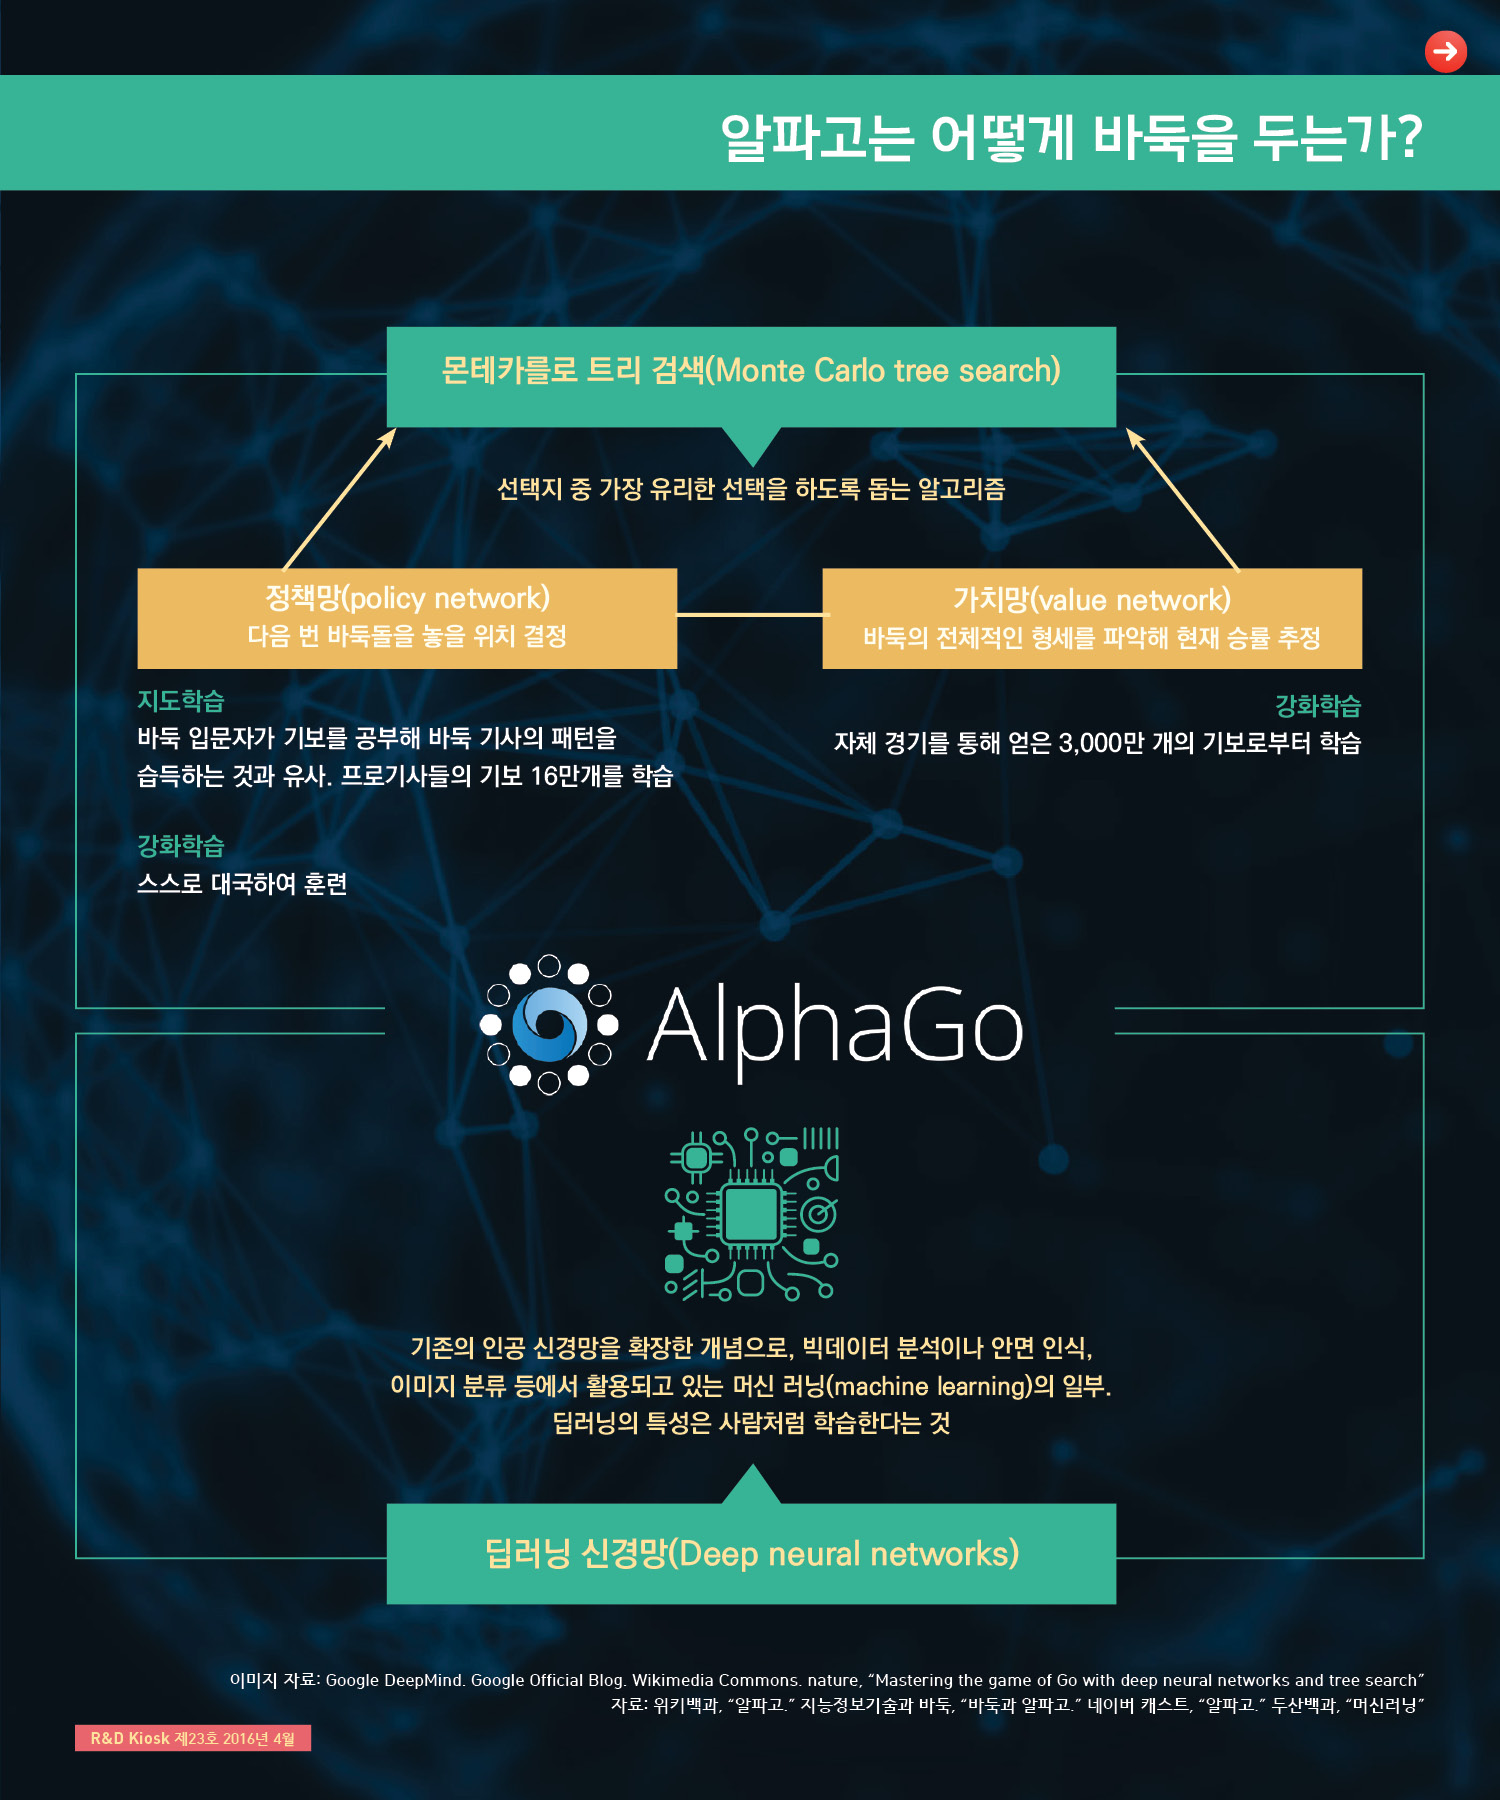 알파고는 어떻게 바둑을 두는가?
몬테카를로 트리 검색(Monte Carlo tree search)
선택지 중 가장 유리한 선택을 하도록 돕는 알고리즘
정책망(policy network)
다음 번 바둑돌을 놓을 위치 결정
지도학습
바둑 입문자가 기보를 공부해 바둑 기사의 패턴을
습득하는 것과 유사. 프로기사들의 기보 16만개를 학습
강화학습
스스로 대국하여 훈련
가치망(value network)
바둑의 전체적인 형세를 파악해 현재 승률 추정
강화학습
자체 경기를 통해 얻은 3,000만 개의 기보로부터 학습
AlphaGo
기존의 인공 신경망을 확장한 개념으로, 빅데이터 분석이나 안면 인식,
이미지 분류 등에서 활용되고 있는 머신 러닝(machine learning)의 일부.
딥러닝의 특성은 사람처럼 학습한다는 것
딥러닝 신경망(Deep neural networks)
이미지 자료: Google DeepMind. Google Official Blog. Wikimedia Commons. nature, “Mastering the game of Go with deep neural networks and tree search”
자료: 위키백과, “알파고.” 지능정보기술과 바둑, “바둑과 알파고.” 네이버 캐스트, “알파고.” 두산백과, “머신러닝”
R&D Kiosk 제23호 2016년 4월